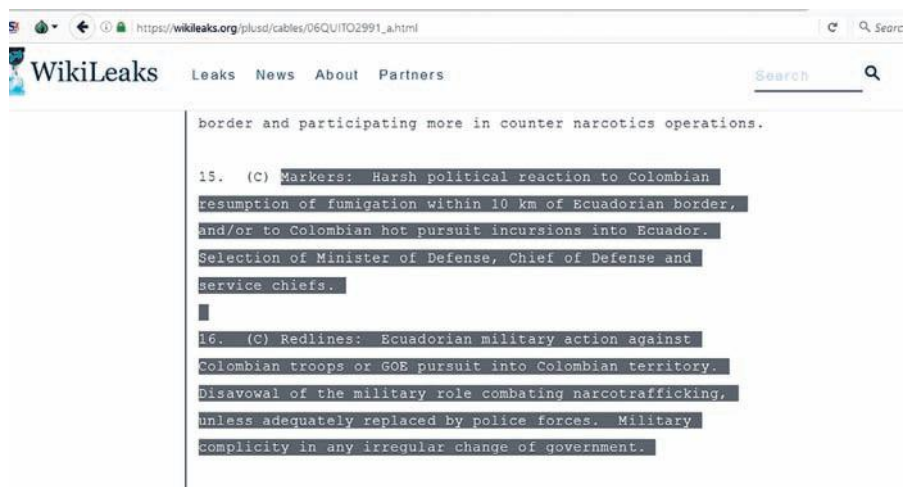 https://wikileaks.org/plusd/cables/06QUITO2991_a.html
Searc
WikiLeaks Leaks News About Partners Search
border and participating more in counter narcotics operations.
15. (C) Markers: Harsh political reaction to Colombian
resumption of fumigation within 10 km of Ecuadorian border,
and/or to Colombian hot pursuit incursions into Ecuador.
Selection of Minister of Defense, Chief of Defense and
service chiefs.
16. (C) Redlines: Ecuadorian military action against
Colombian troops or GOE pursuit into Colombian territory.
Disavowal of the military role combating narcotrafficking,
unless adequately replaced by police forces. Military
complicity in any irregular change of government.